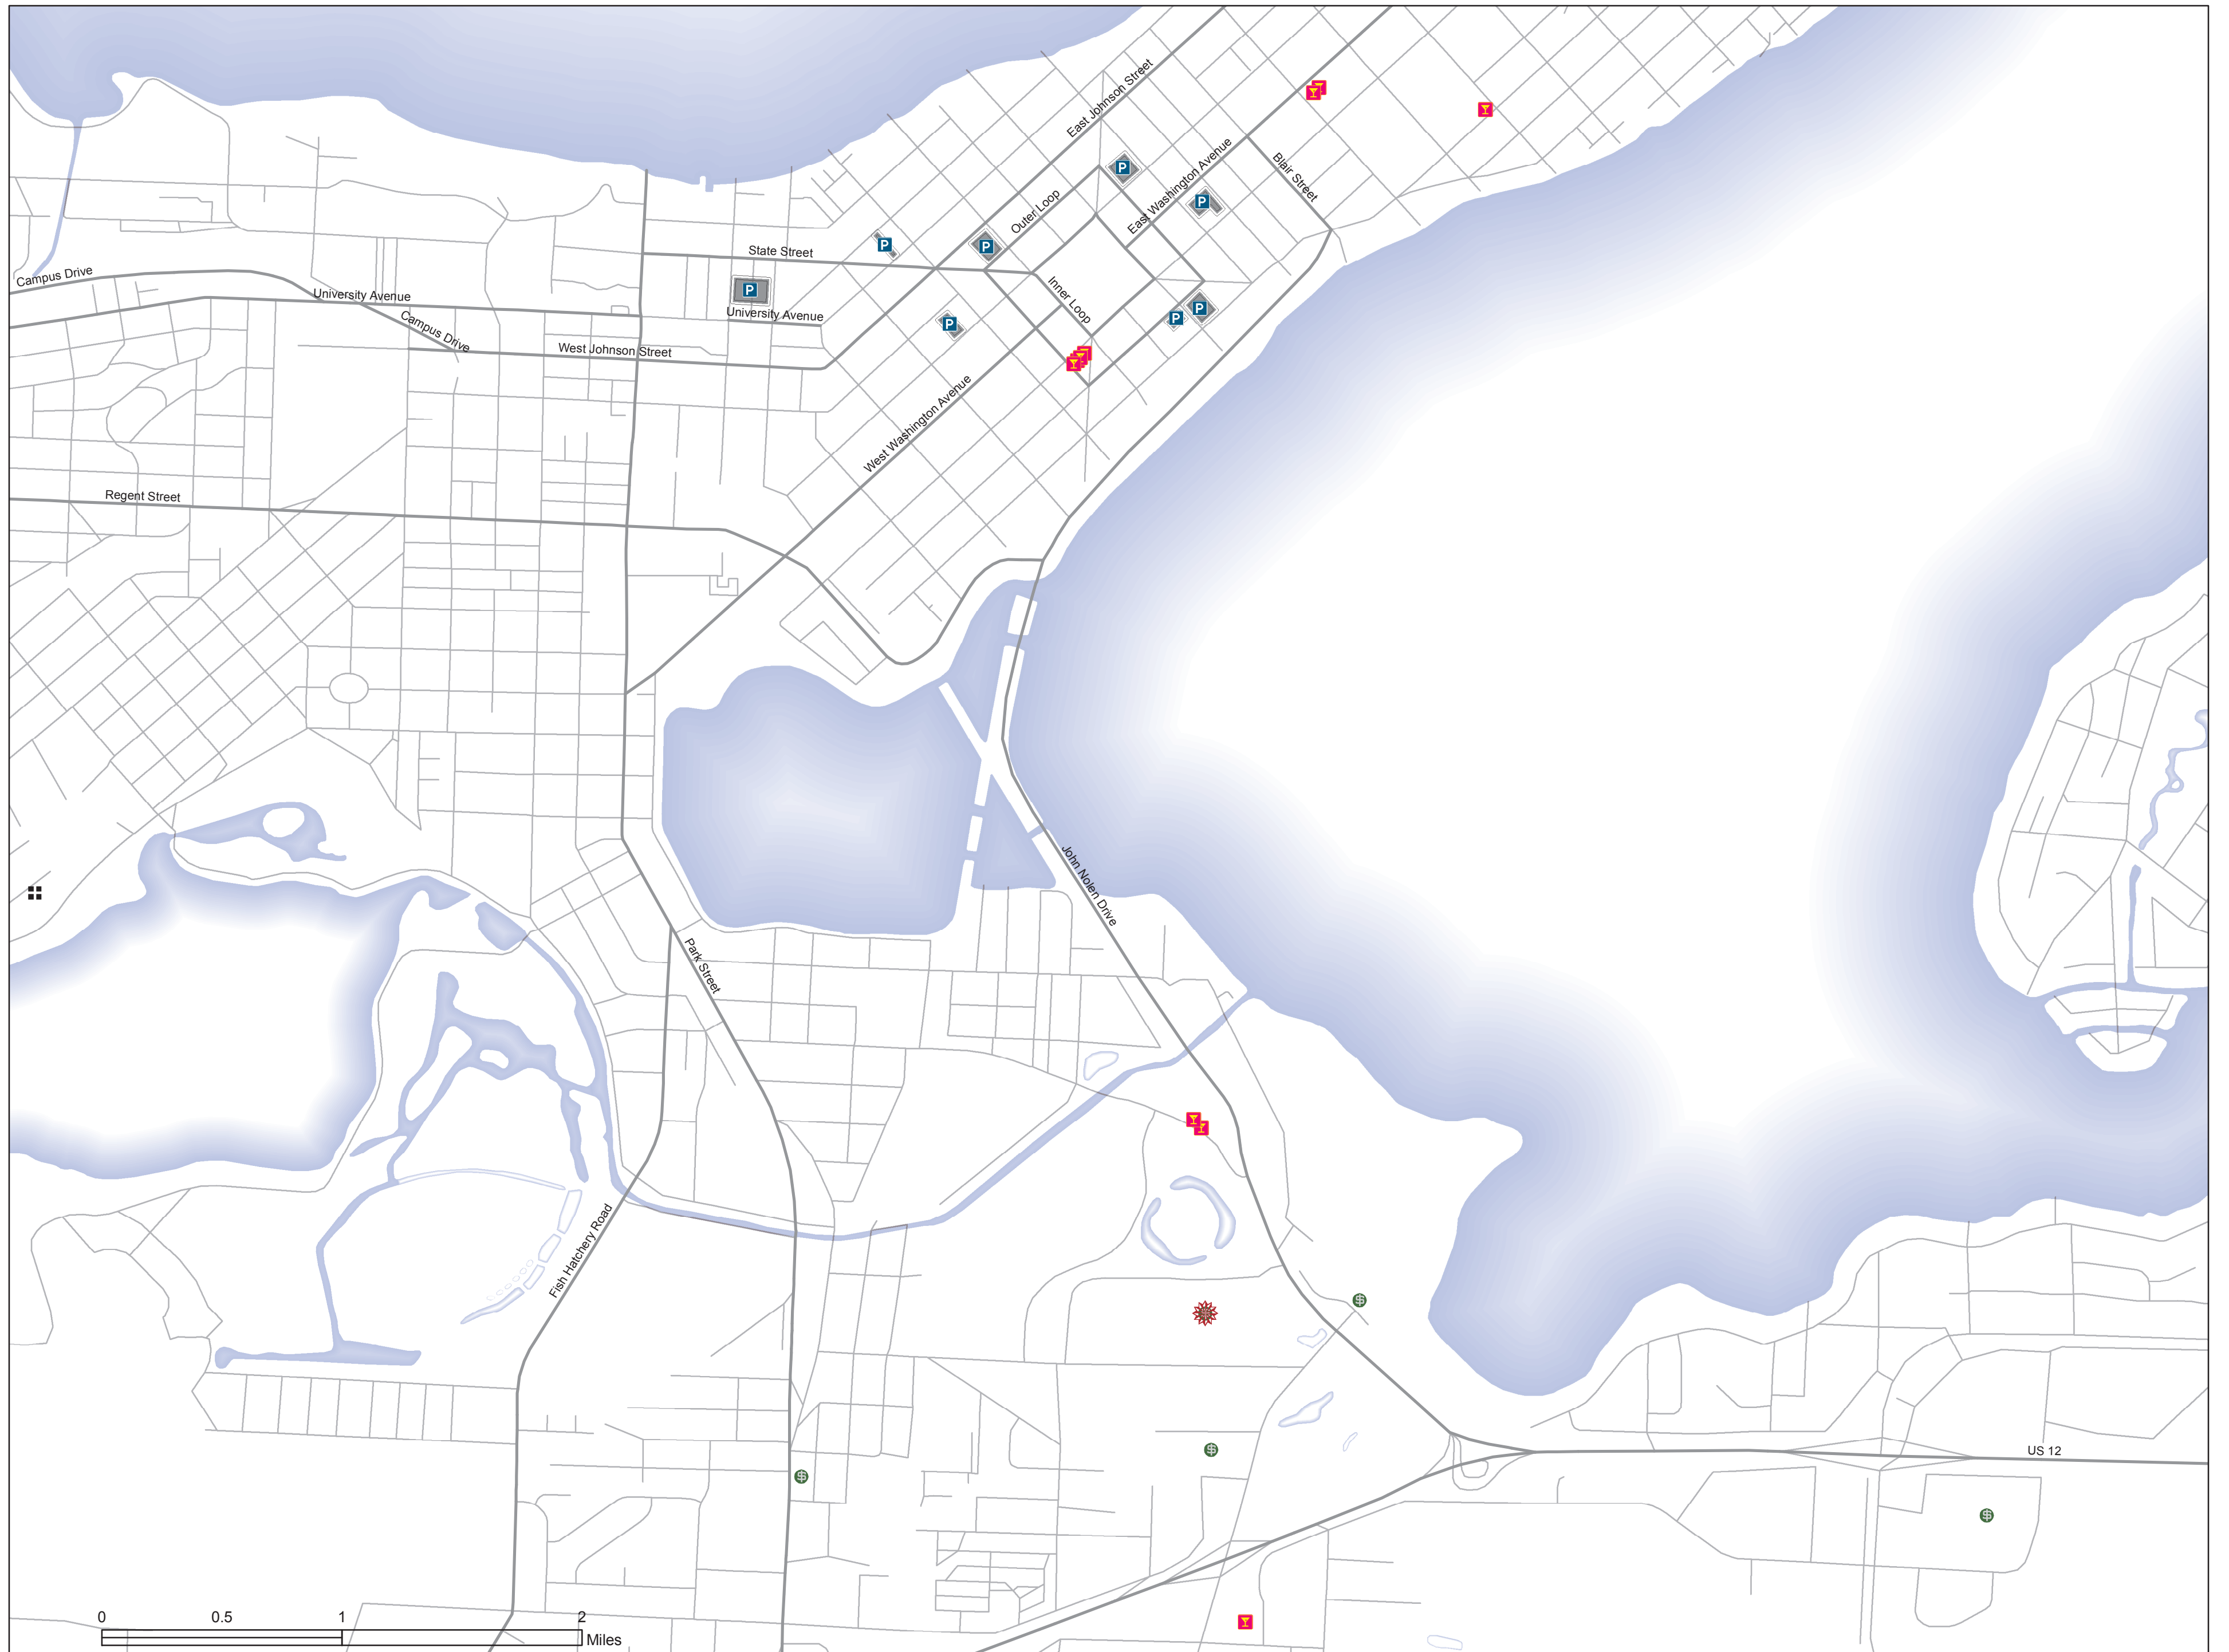 East Johnson Street
P
East Washington Avenue
Blair Street
Outer Loop
P
P
P
State Street
Campus Drive
University Avenue
P
Inner Loop
University Avenue
P
P
P
Campus Drive
West Johnson Street
West Washington Avenue
Regent Street
John Nolen Drive
Park Street
Fish Hatchery Road
$
$
US 12
$
$
0 0.5 1 2
Miles